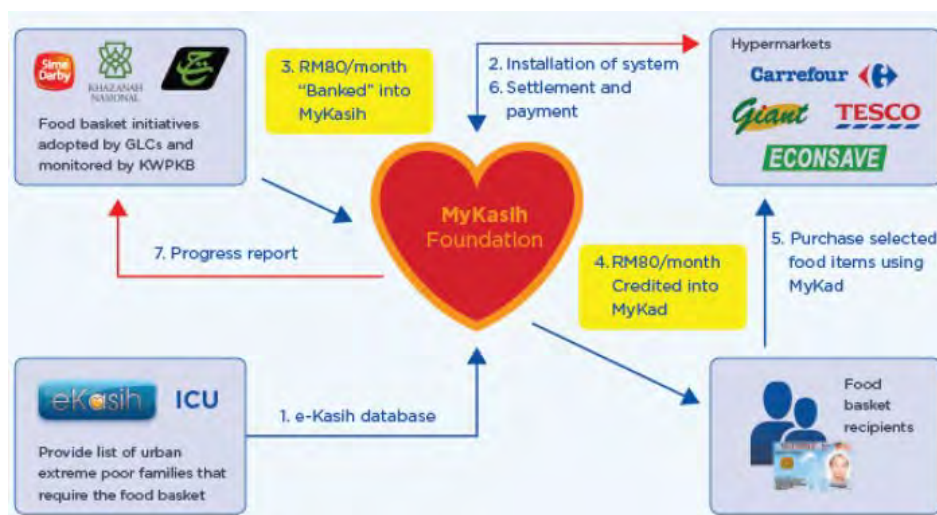 Sime
Darby
KHAZANAH
NASIONAL
Food basket initiatives
adopted by GLCs and
monitored by KWPKB
3. RM80/month
"Banked" into
MyKasih
2. Installation of system
6. Settlement and
payment
Hypermarkets
Carrefour
Giant
TESCO
ECONSAVE
MyKasih
Foundation
7. Progress report
4. RM80/month
Credited into
MyKad
5. Purchase selected
food items using
MyKad
eKasih
ICU
Provide list of urban
extreme poor families that
require the food basket
1. e-Kasih database
Food
basket
recipients